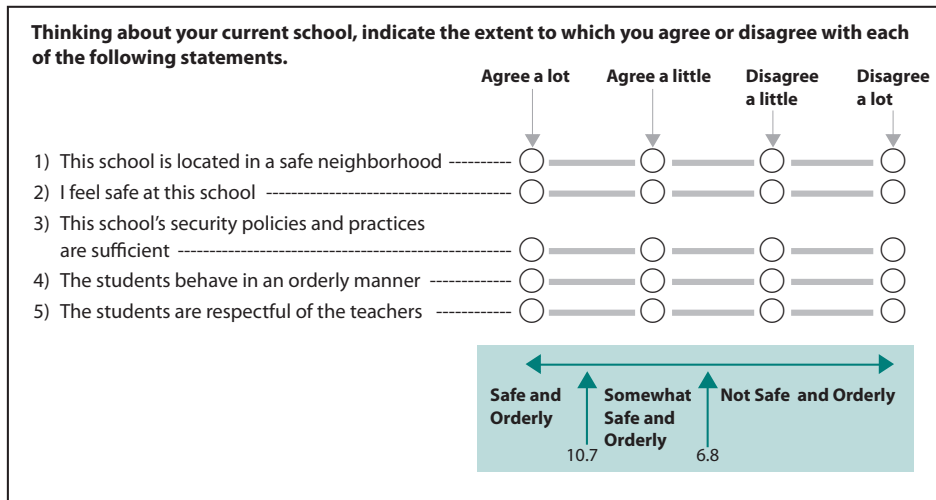 Thinking about your current school, indicate the extent to which you agree or disagree with each
of the following statements.
Agree a lot
Agree a little
Disagree
a little
Disagree
a lot
1) This school is located in a safe neighborhood ----------
2) I feel safe at this school ------------------------------------
3) This school’s security policies and practices
are sufficient -------------------------------------------------
4) The students behave in an orderly manner ------------
5) The students are respectful of the teachers -----------
Safe and
Orderly
Somewhat
Safe and
Orderly
Not Safe and Orderly
10.7
6.8